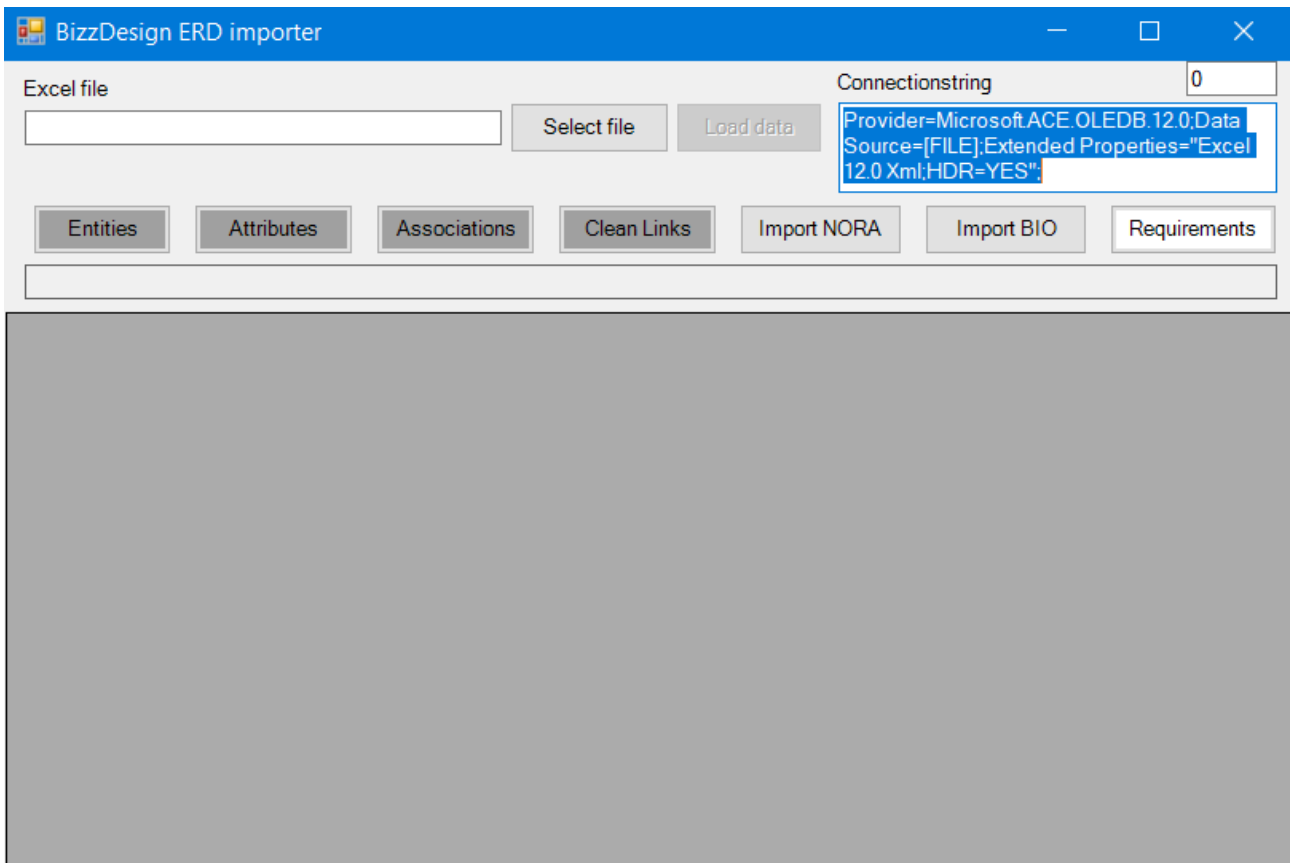 BizzDesign ERD importer
Excel file
Connectionstring
0
Select file
Load data
Provider=Microsoft.ACE.OLEDB.12.0;Data
Source=[FILE];Extended Properties="Excel
12.0 Xml;HDR=YES";
Entities
Attributes
Associations
Clean Links
Import NORA
Import BIO
Requirements